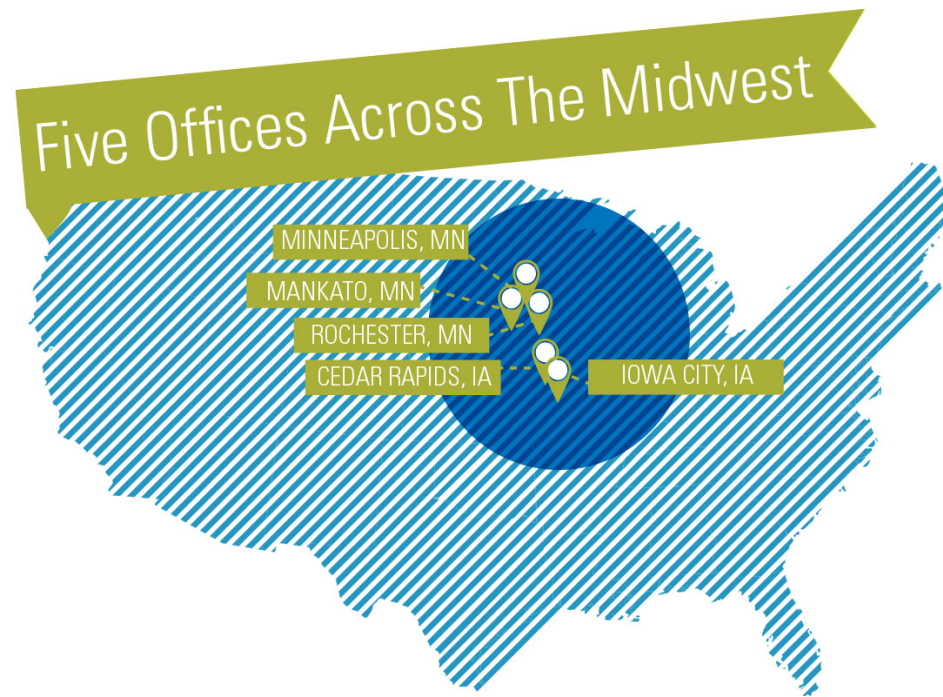 Five Offices Across The Midwest
MINNEAPOLIS, MN
MANKATO, MN
ROCHESTER, MN
CEDAR RAPIDS, IA
IOWA CITY, IA